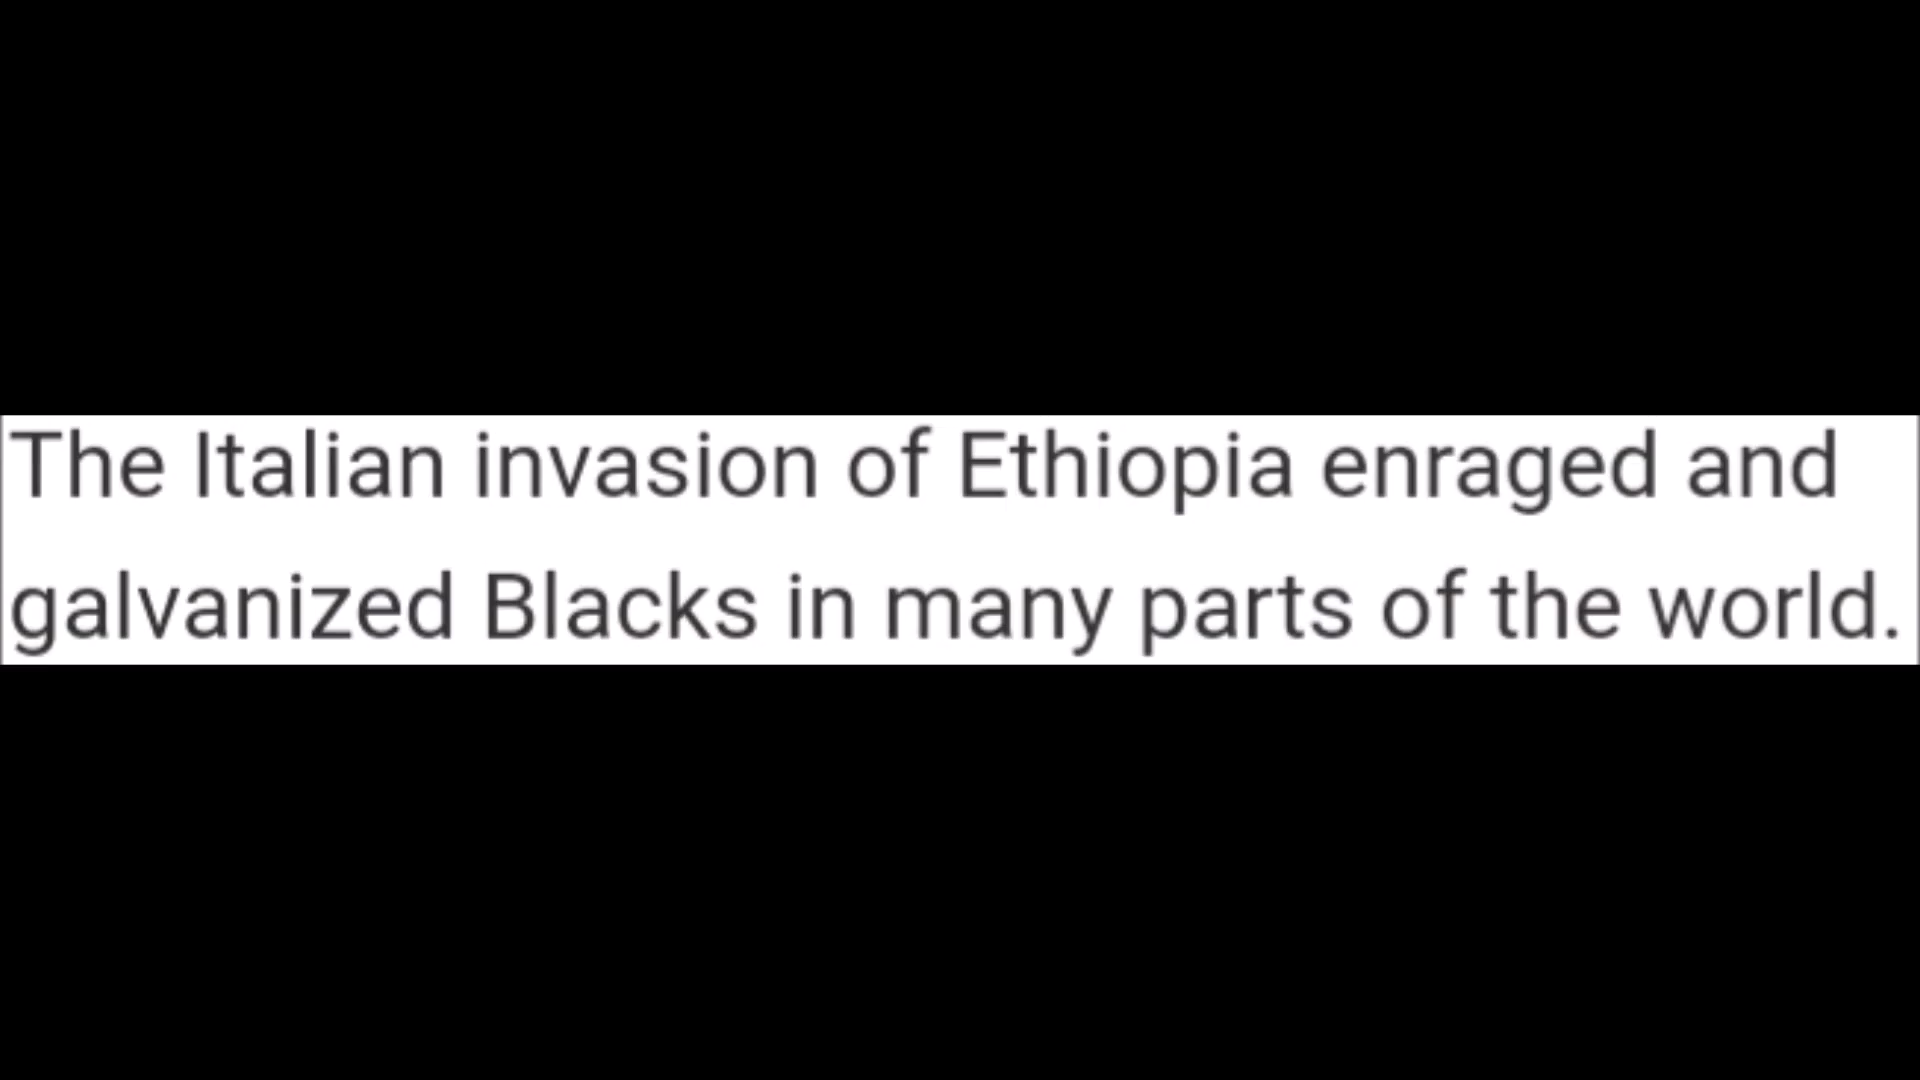 The Italian invasion of Ethiopia enraged and
galvanized Blacks in many parts of the world.